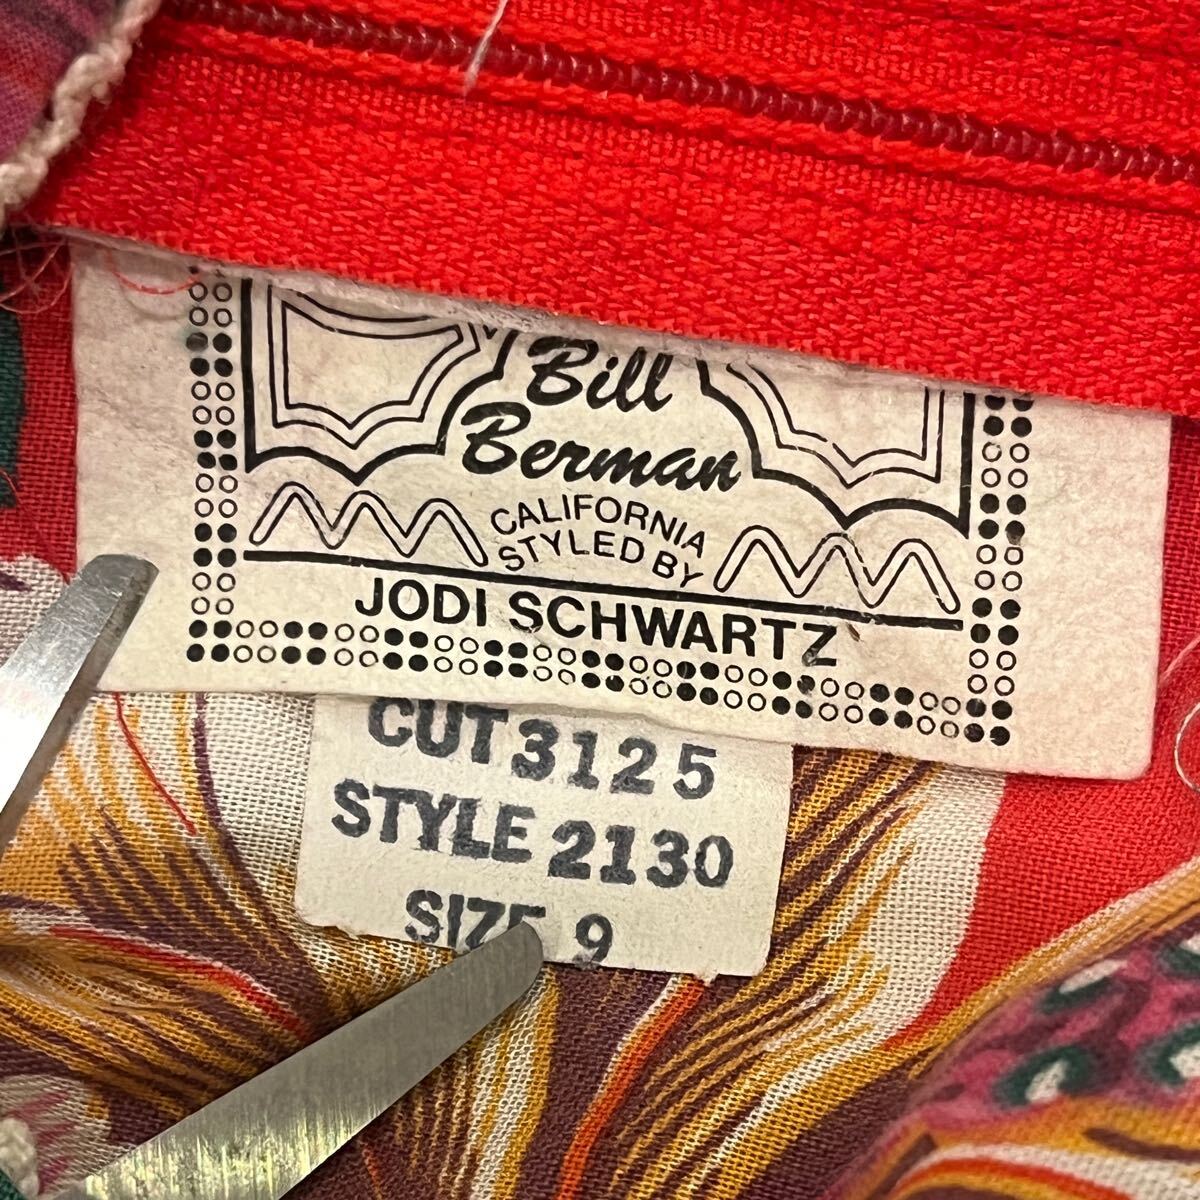 Bill
Berman
CALIFORNIA
STYLED BY
JODI SCHWARTZ
CUT 3125
STYLE 2130
SIZE 9